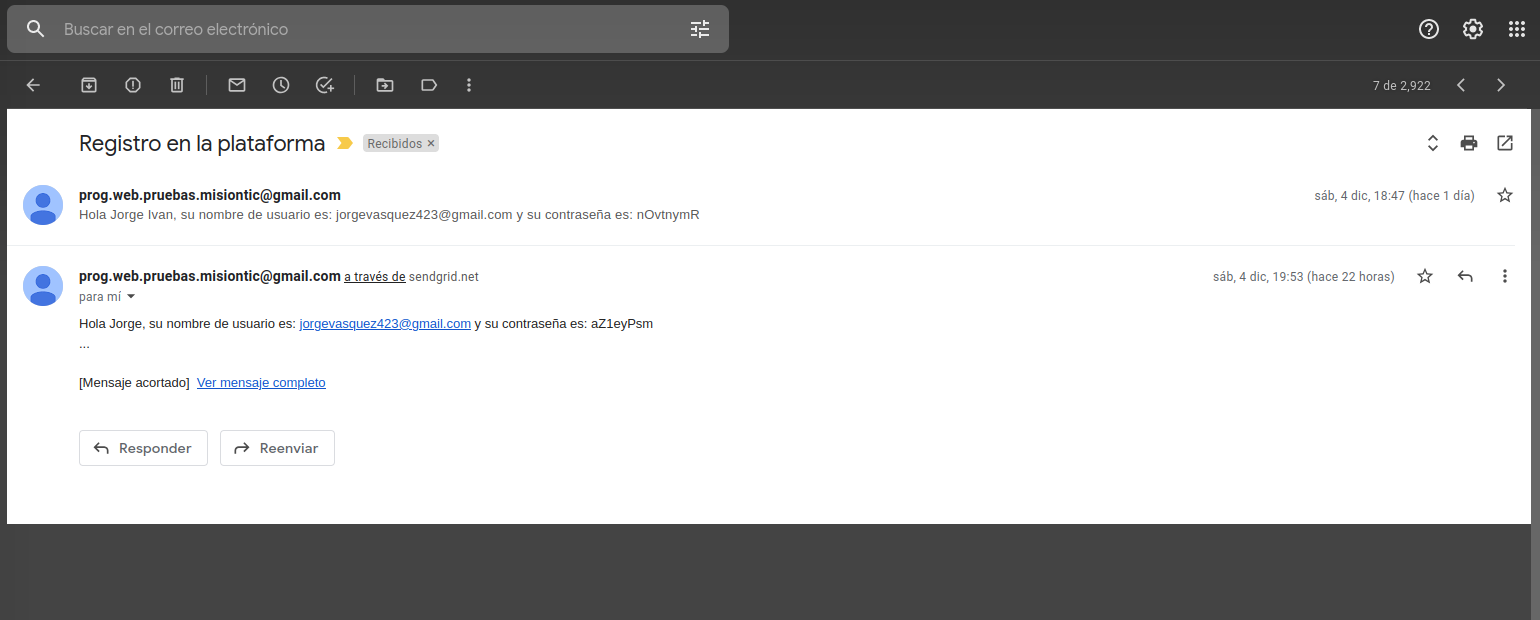 Buscar en el correo electrónico
7 de 2,922
Registro en la plataforma Recibidos ×
prog.web.pruebas.misiontic@gmail.com sáb, 4 dic, 18:47 (hace 1 día)
Hola Jorge Ivan, su nombre de usuario es: jorgevasquez423@gmail.com y su contraseña es: nOvtnymR
prog.web.pruebas.misiontic@gmail.com a través de sendgrid.net sáb, 4 dic, 19:53 (hace 22 horas)
para mí
Hola Jorge, su nombre de usuario es: jorgevasquez423@gmail.com y su contraseña es: aZ1eyPsm
...
[Mensaje acortado] Ver mensaje completo
Responder Reenviar